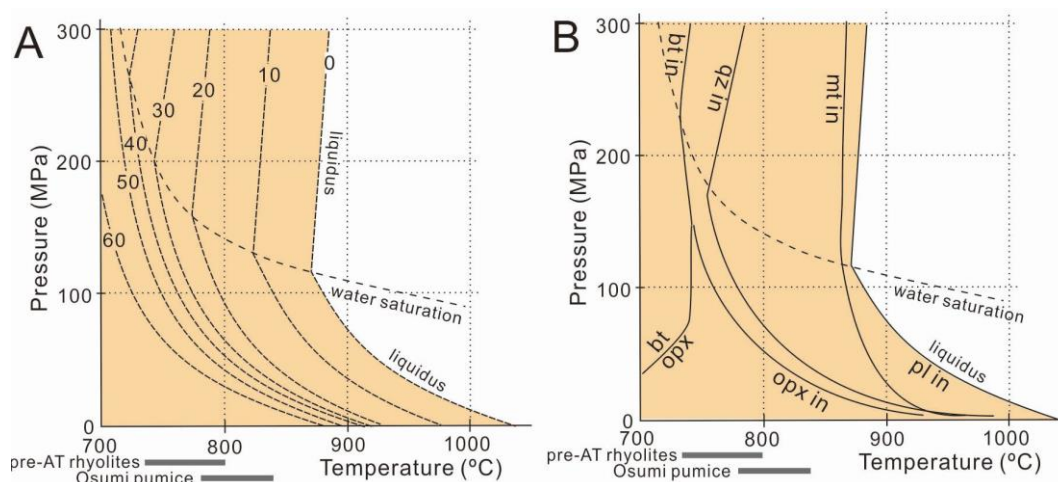 A
300
200
100
0
Pressure (MPa)
60
50
40
30
20
10
0
liquidus
water saturation
liquidus
700
800
900
1000
Temperature (ºC)
pre-AT rhyolites
Osumi pumice
B
300
200
100
0
Pressure (MPa)
bt in
qz in
mt in
water saturation
liquidus
pl in
opx in
bt
opx
700
800
900
1000
Temperature (ºC)
pre-AT rhyolites
Osumi pumice